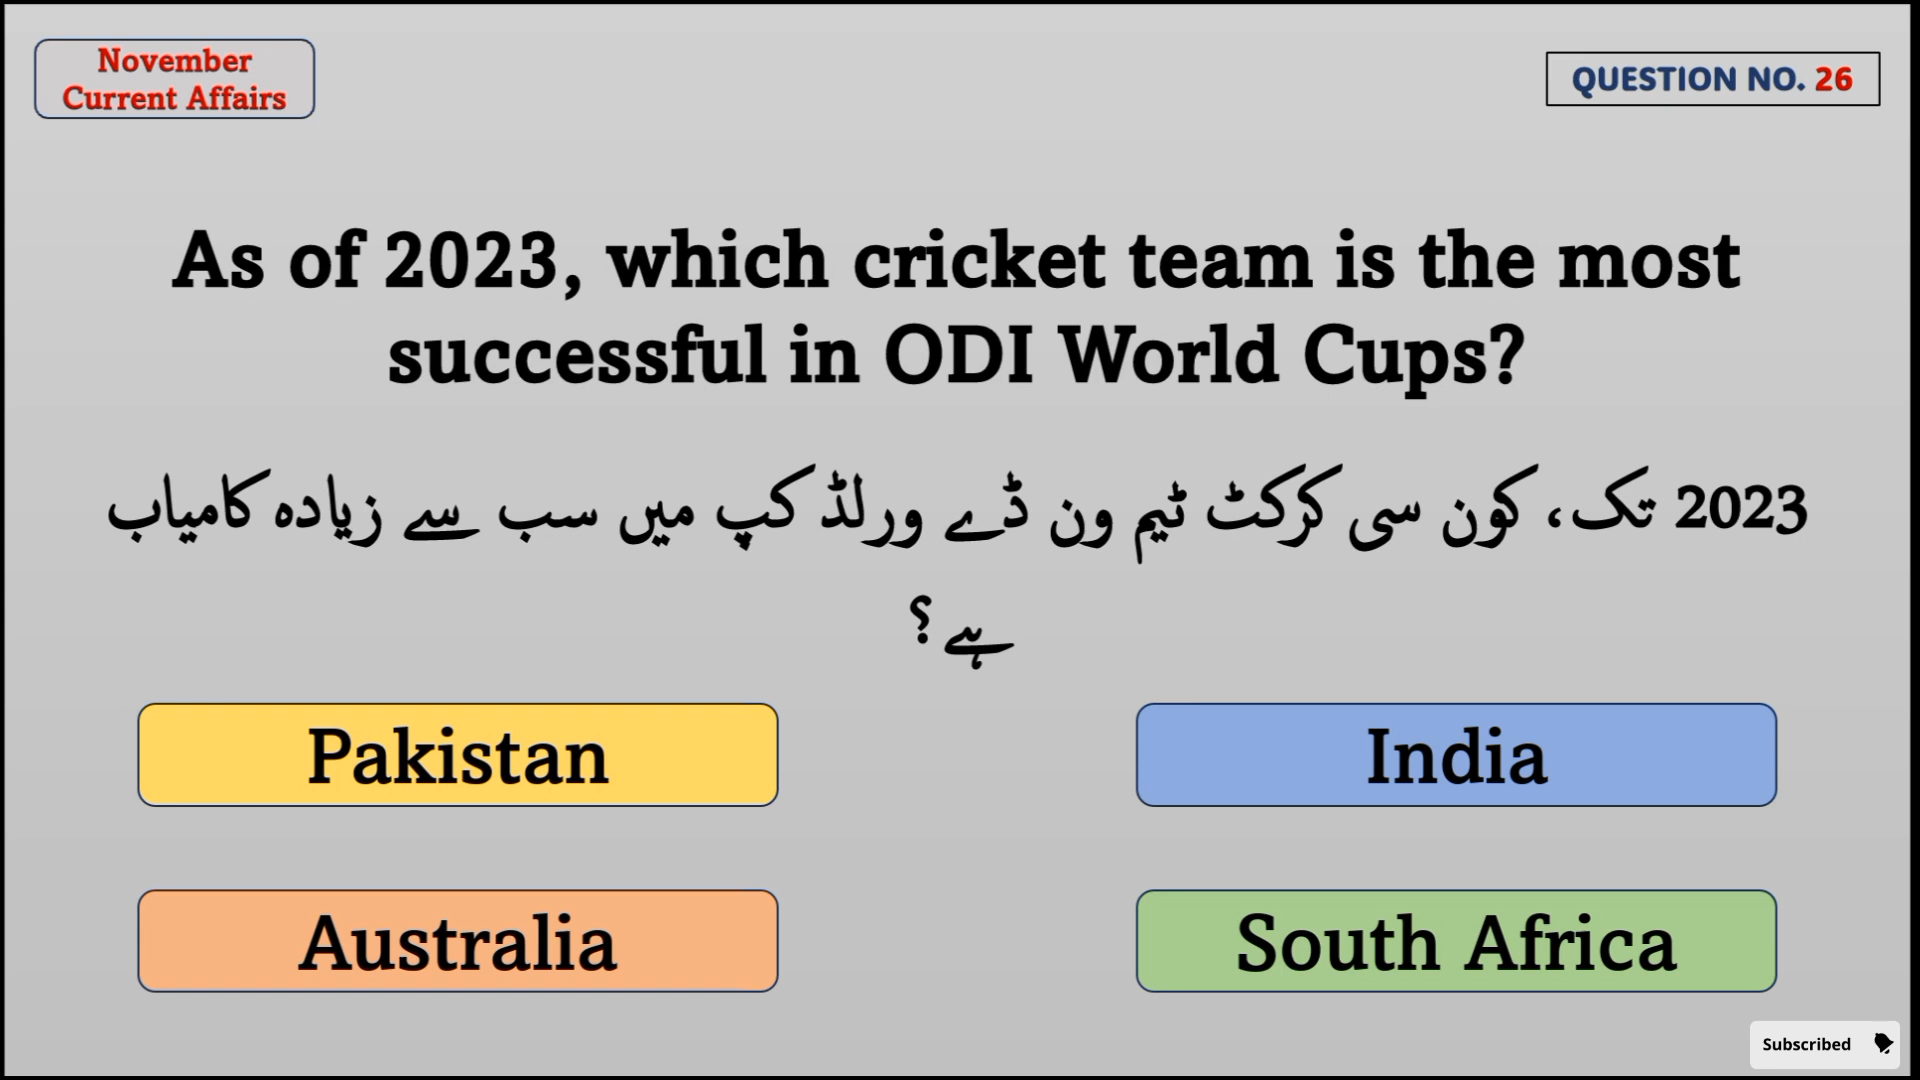 November
Current Affairs
QUESTION NO. 26
As of 2023, which cricket team is the most
successful in ODI World Cups?
2023 تک، کون سی کرکٹ ٹیم ون ڈے ورلڈ کپ میں سب سے زیادہ کامیاب
ہے؟
Pakistan
India
Australia
South Africa
Subscribed